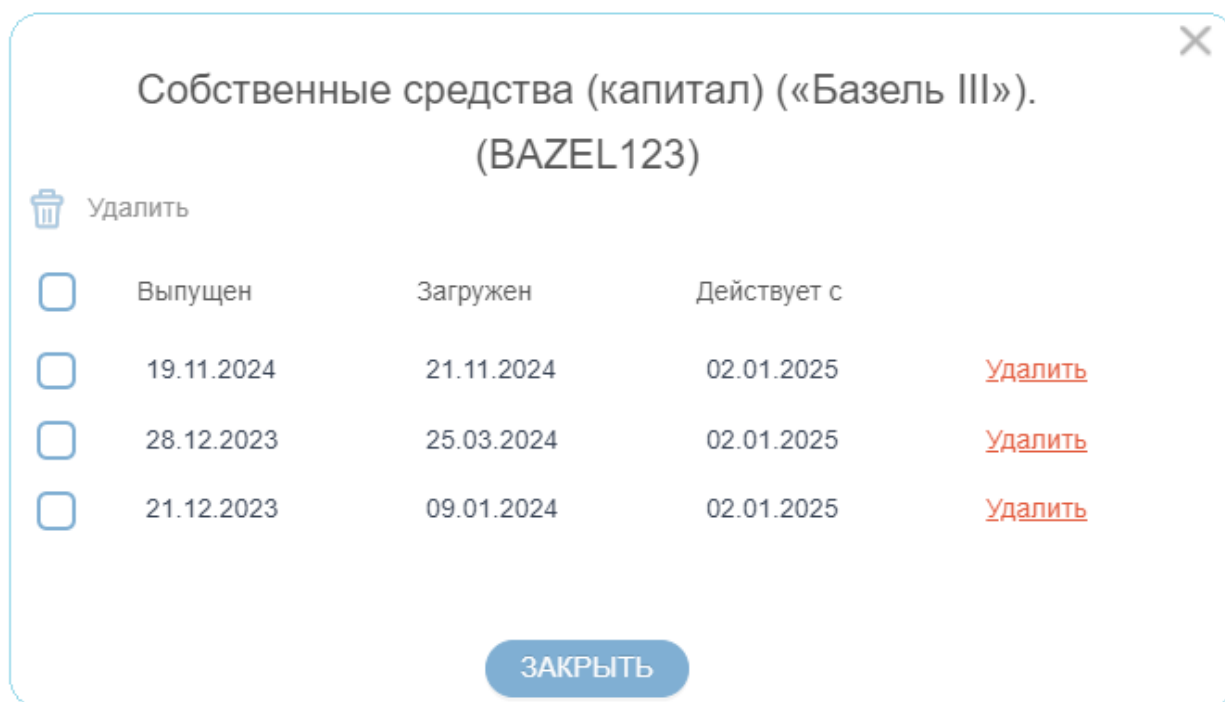 Собственные средства (капитал) («Базель III»).
(BAZEL123)
Удалить
Выпущен Загружен Действует с
19.11.2024 21.11.2024 02.01.2025 Удалить
28.12.2023 25.03.2024 02.01.2025 Удалить
21.12.2023 09.01.2024 02.01.2025 Удалить
ЗАКРЫТЬ